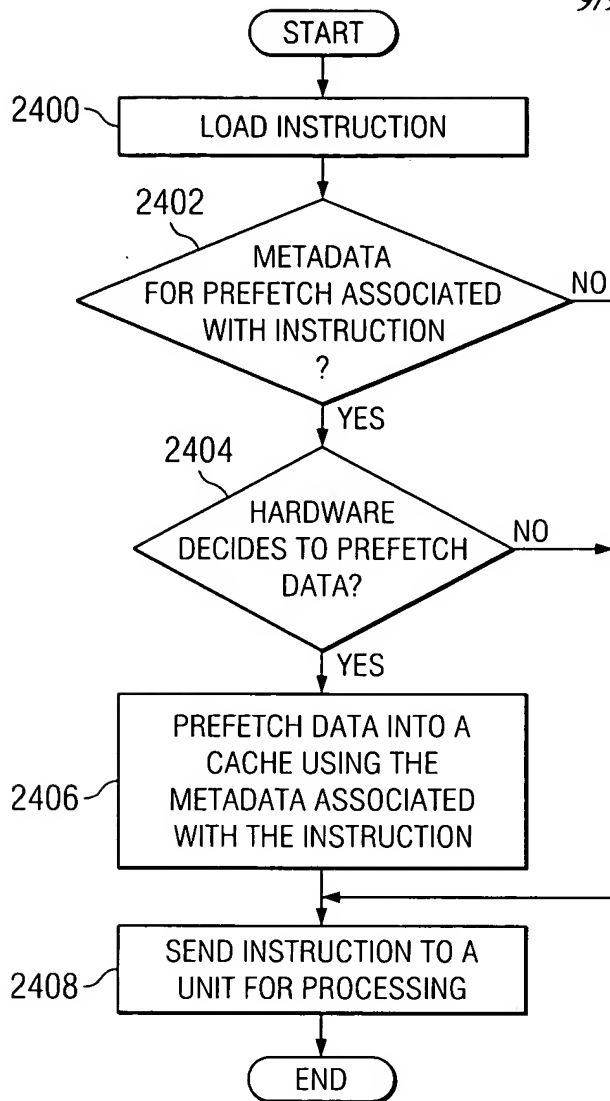 START
2400
LOAD INSTRUCTION
2402
METADATA
FOR PREFETCH ASSOCIATED
WITH INSTRUCTION
?
NO
YES
2404
HARDWARE
DECIDES TO PREFETCH
DATA?
NO
YES
2406
PREFETCH DATA INTO A
CACHE USING THE
METADATA ASSOCIATED
WITH THE INSTRUCTION
2408
SEND INSTRUCTION TO A
UNIT FOR PROCESSING
END